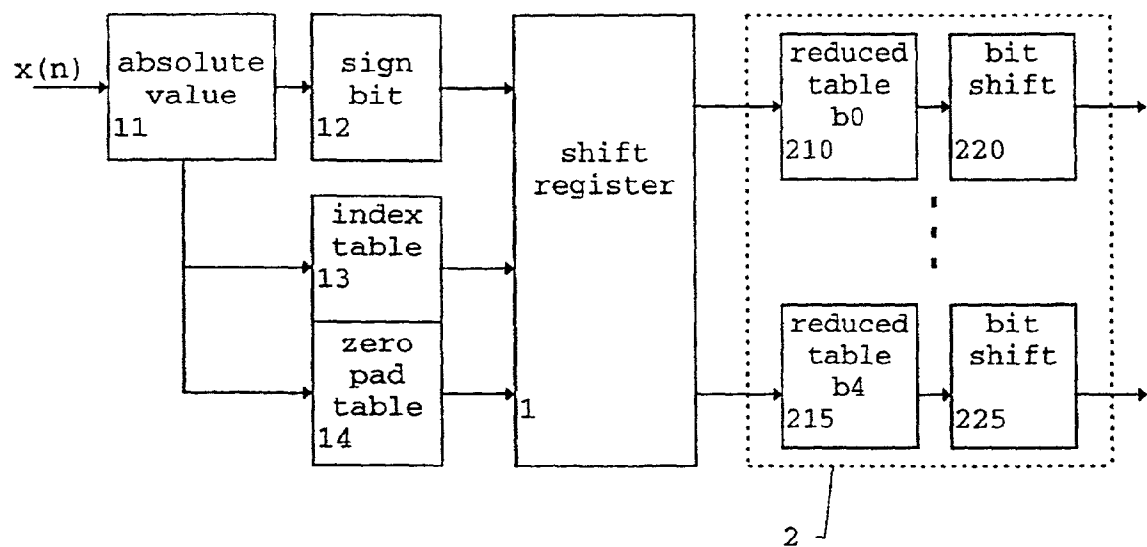 x(n)
absolute
value
11
sign
bit
12
index
table
13
zero
pad
table
14
shift
register
1
reduced
table
b0
210
bit
shift
220
reduced
table
b4
215
bit
shift
225
2